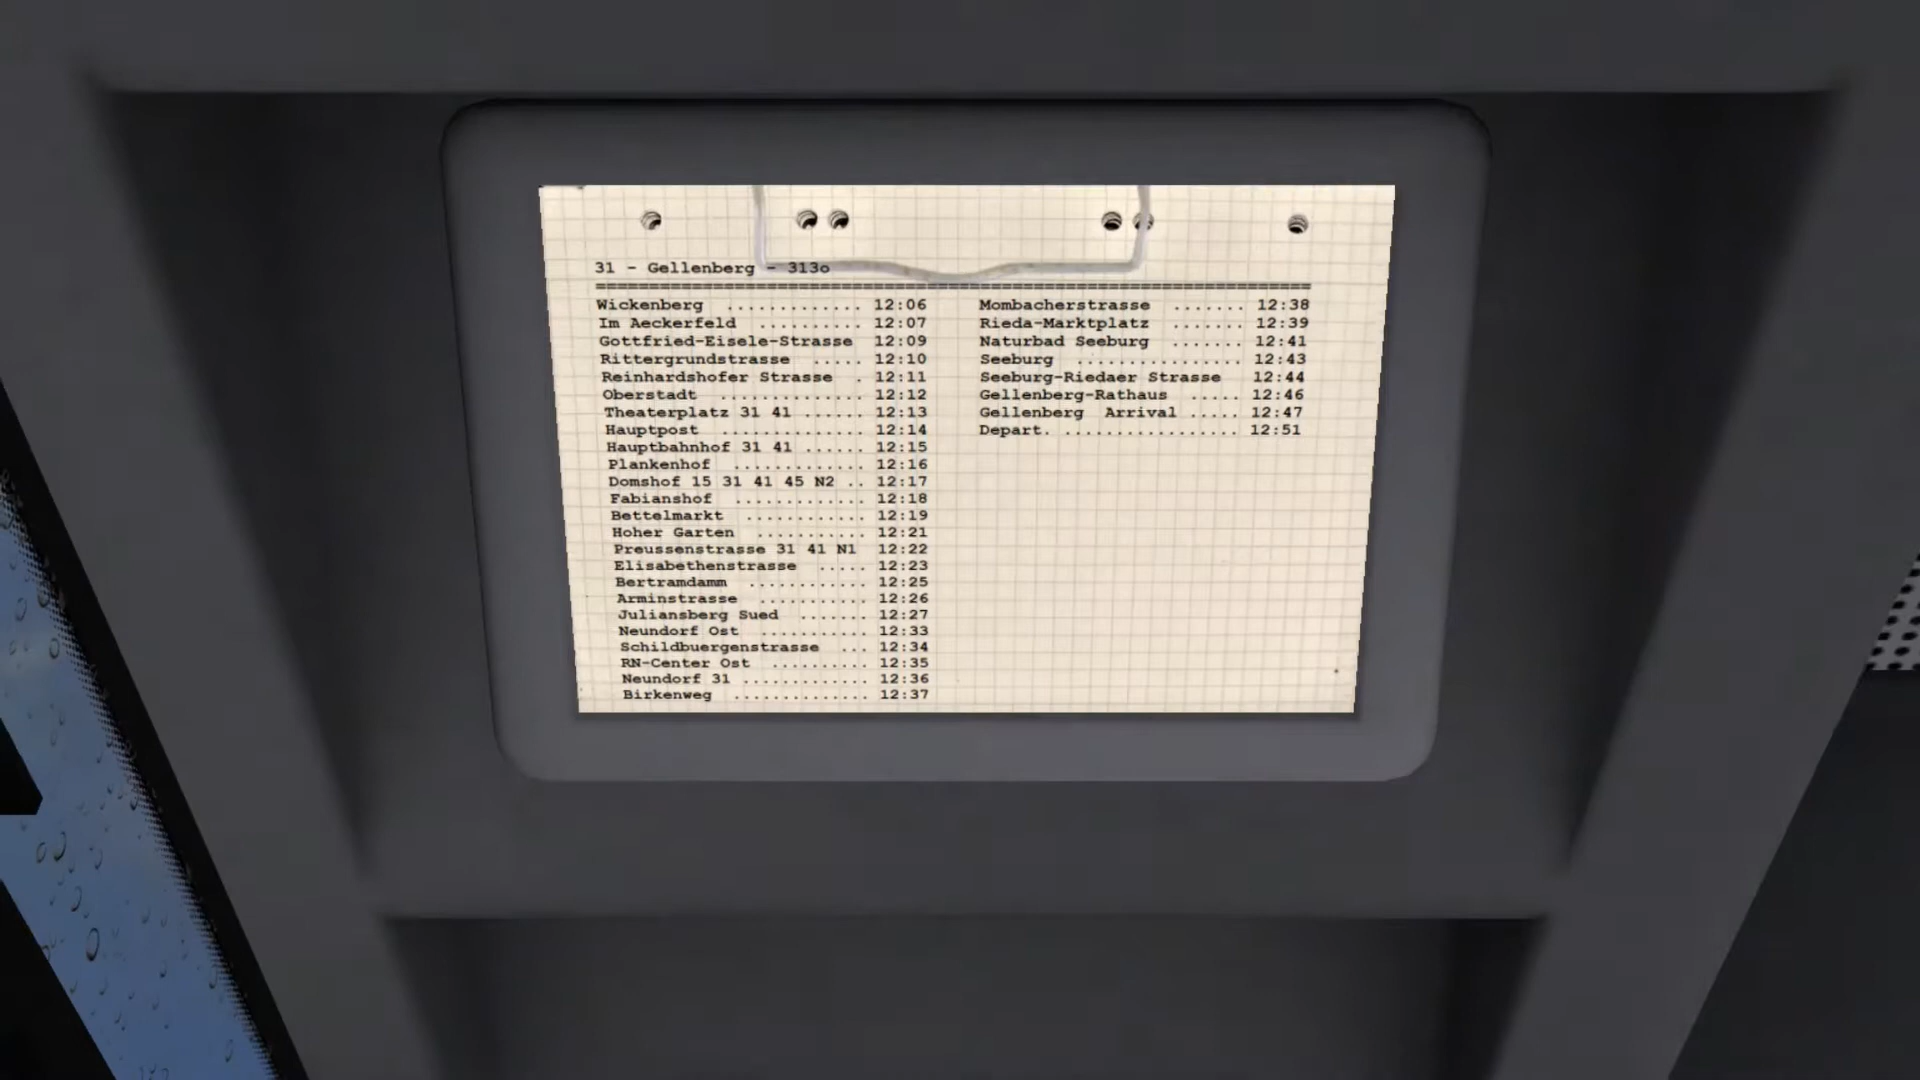 31 - Gellenberg - 313o
================================================================
Wickenberg ............. 12:06
Im Aeckerfeld .......... 12:07
Gottfried-Eisele-Strasse 12:09
Rittergrundstrasse ..... 12:10
Reinhardshofer Strasse . 12:11
Oberstadt .............. 12:12
Theaterplatz 31 41 ...... 12:13
Hauptpost .............. 12:14
Hauptbahnhof 31 41 ...... 12:15
Plankenhof ............. 12:16
Domshof 15 31 41 45 N2 .. 12:17
Fabianshof ............. 12:18
Bettelmarkt ............ 12:19
Hoher Garten ........... 12:21
Preussenstrasse 31 41 N1 12:22
Elisabethenstrasse ..... 12:23
Bertramdamm ............ 12:25
Arminstrasse ........... 12:26
Juliansberg Sued ....... 12:27
Neundorf Ost ........... 12:33
Schildbuergenstrasse ... 12:34
RN-Center Ost .......... 12:35
Neundorf 31 ............. 12:36
Birkenweg .............. 12:37
Mombacherstrasse ....... 12:38
Rieda-Marktplatz ....... 12:39
Naturbad Seeburg ....... 12:41
Seeburg ................ 12:43
Seeburg-Riedaer Strasse 12:44
Gellenberg-Rathaus ..... 12:46
Gellenberg Arrival ..... 12:47
Depart. ................. 12:51